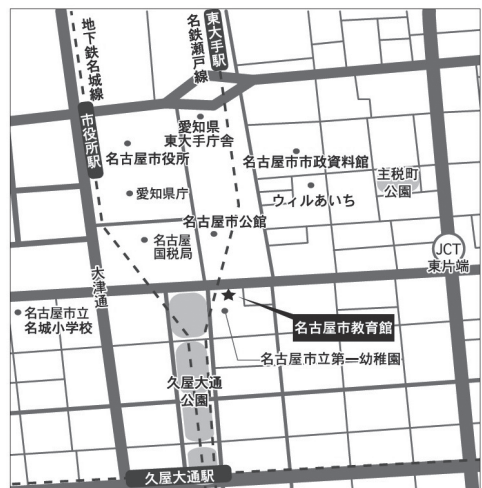 地下鉄名城線
名鉄瀬戸線
東大手駅
市役所駅
愛知県
東大手庁舎
名古屋市役所
名古屋市市政資料館
愛知県庁
ウィルあいち
主税町
公園
名古屋市公館
名古屋
国税局
JCT
東片端
大津通
名古屋市立
名城小学校
名古屋市教育館
名古屋市立第一幼稚園
久屋大通
公園
久屋大通駅